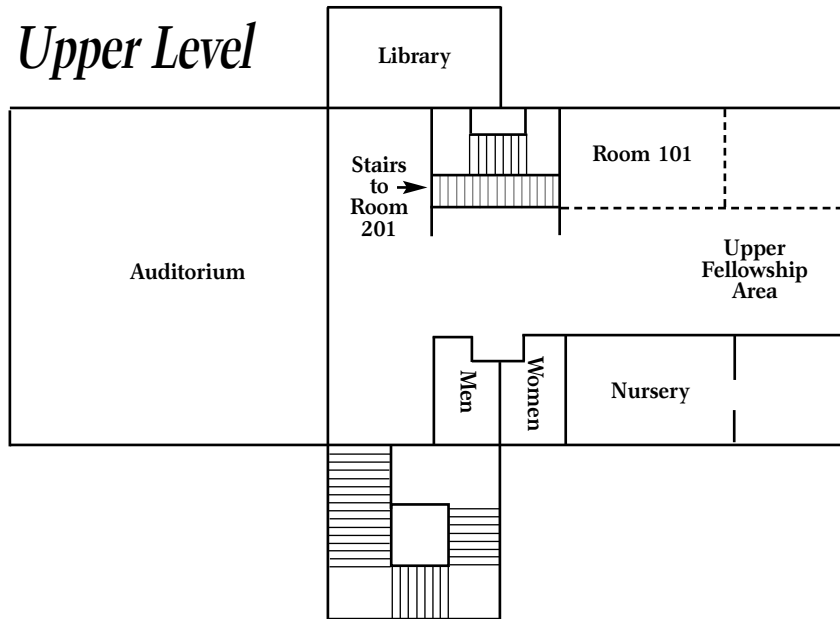 Upper Level
Library
Stairs
to
Room
201
Room 101
Auditorium
Upper
Fellowship
Area
Men
Women
Nursery